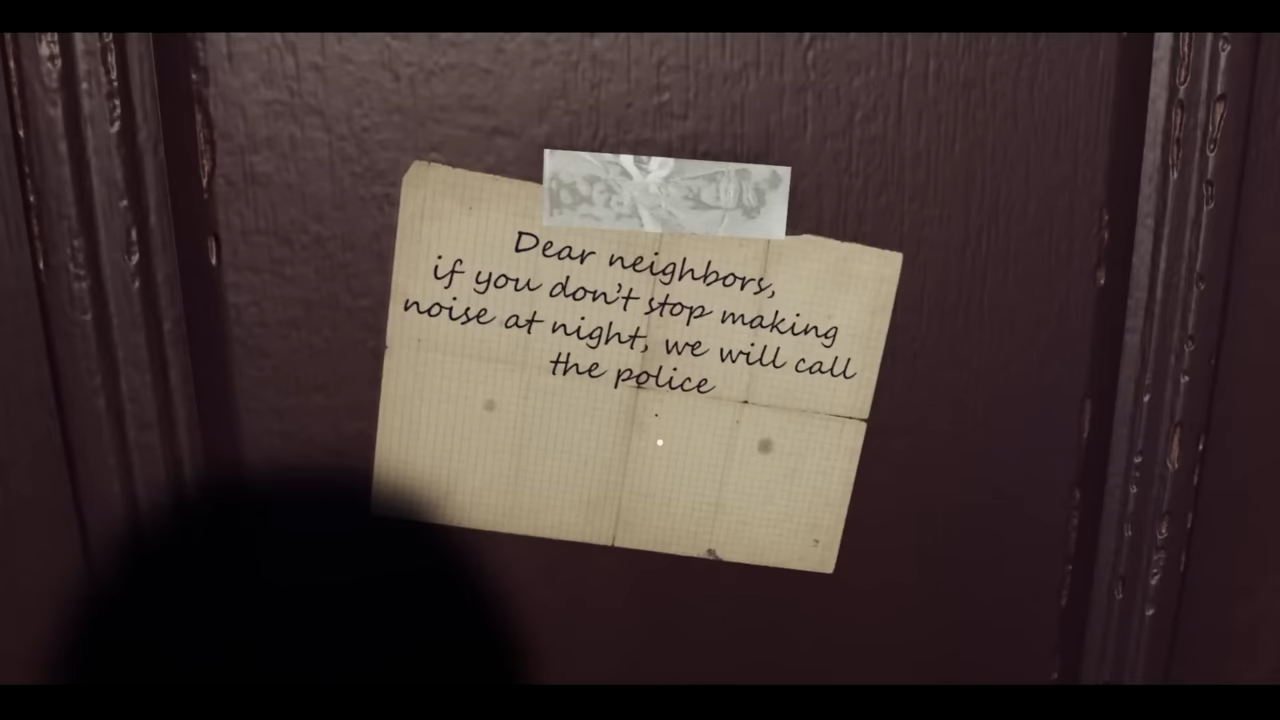 Dear neighbors,
if you don't stop making
noise at night, we will call
the police